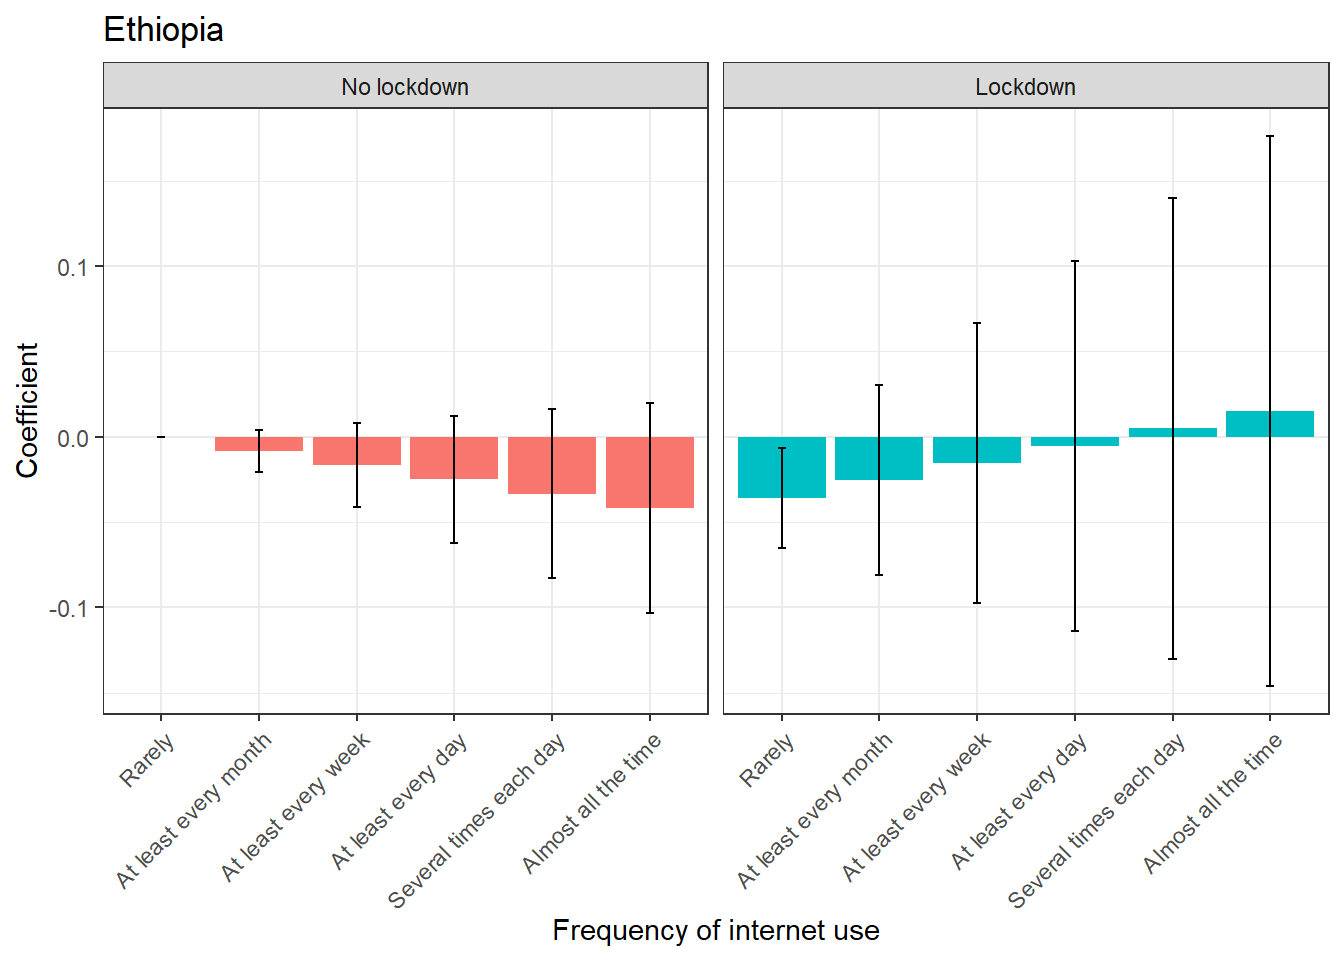 Ethiopia
No lockdown
Lockdown
Coefficient
0.1
0.0
-0.1
Rarely
At least every month
At least every week
At least every day
Several times each day
Almost all the time
Rarely
At least every month
At least every week
At least every day
Several times each day
Almost all the time
Frequency of internet use